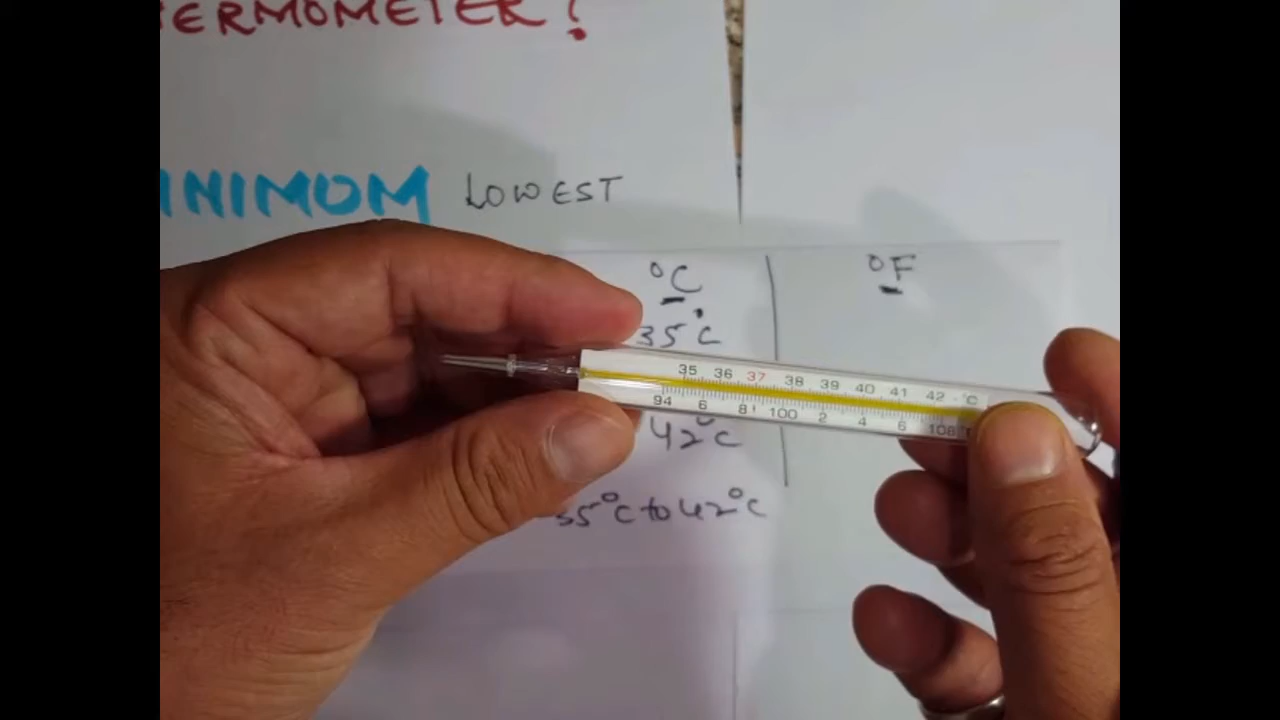 ERMOMETER?
INIMUM LOWEST
°C °F
35°C
35 36 37 38 39 40 41 42 °C
94 6 8 100 2 4 6 108
42°C
35°C to 42°C